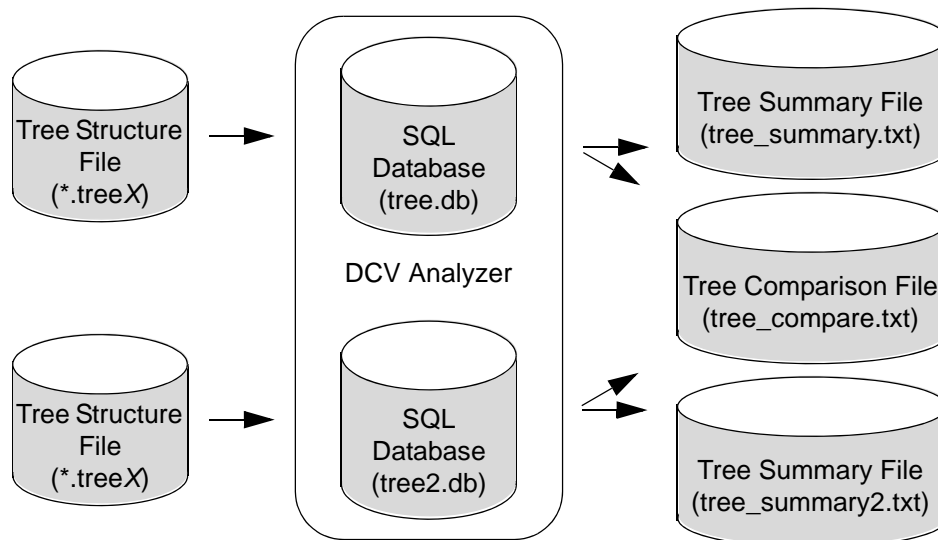 Tree Structure
File
(*.treeX)
SQL
Database
(tree.db)
Tree Summary File
(tree_summary.txt)
DCV Analyzer
Tree Comparison File
(tree_compare.txt)
Tree Structure
File
(*.treeX)
SQL
Database
(tree2.db)
Tree Summary File
(tree_summary2.txt)